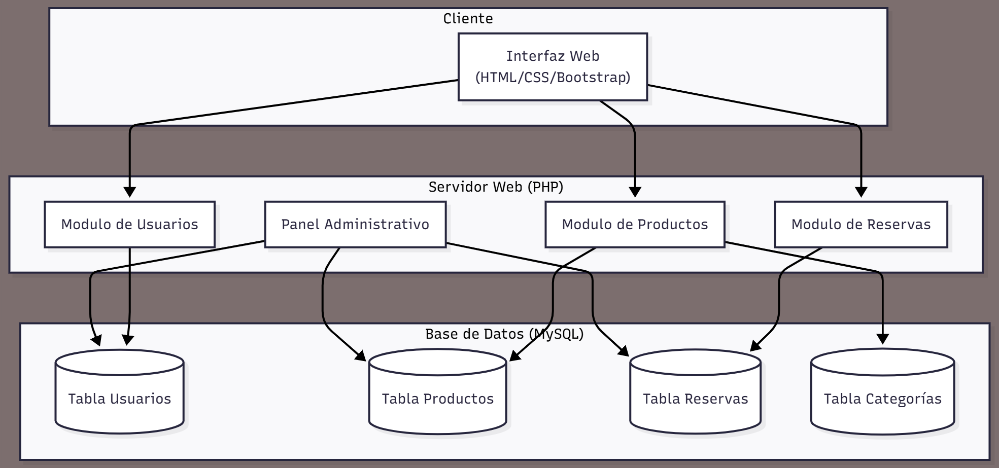 Cliente
Interfaz Web
(HTML/CSS/Bootstrap)
Servidor Web (PHP)
Modulo de Usuarios
Panel Administrativo
Modulo de Productos
Modulo de Reservas
Base de Datos (MySQL)
Tabla Usuarios
Tabla Productos
Tabla Reservas
Tabla Categorías